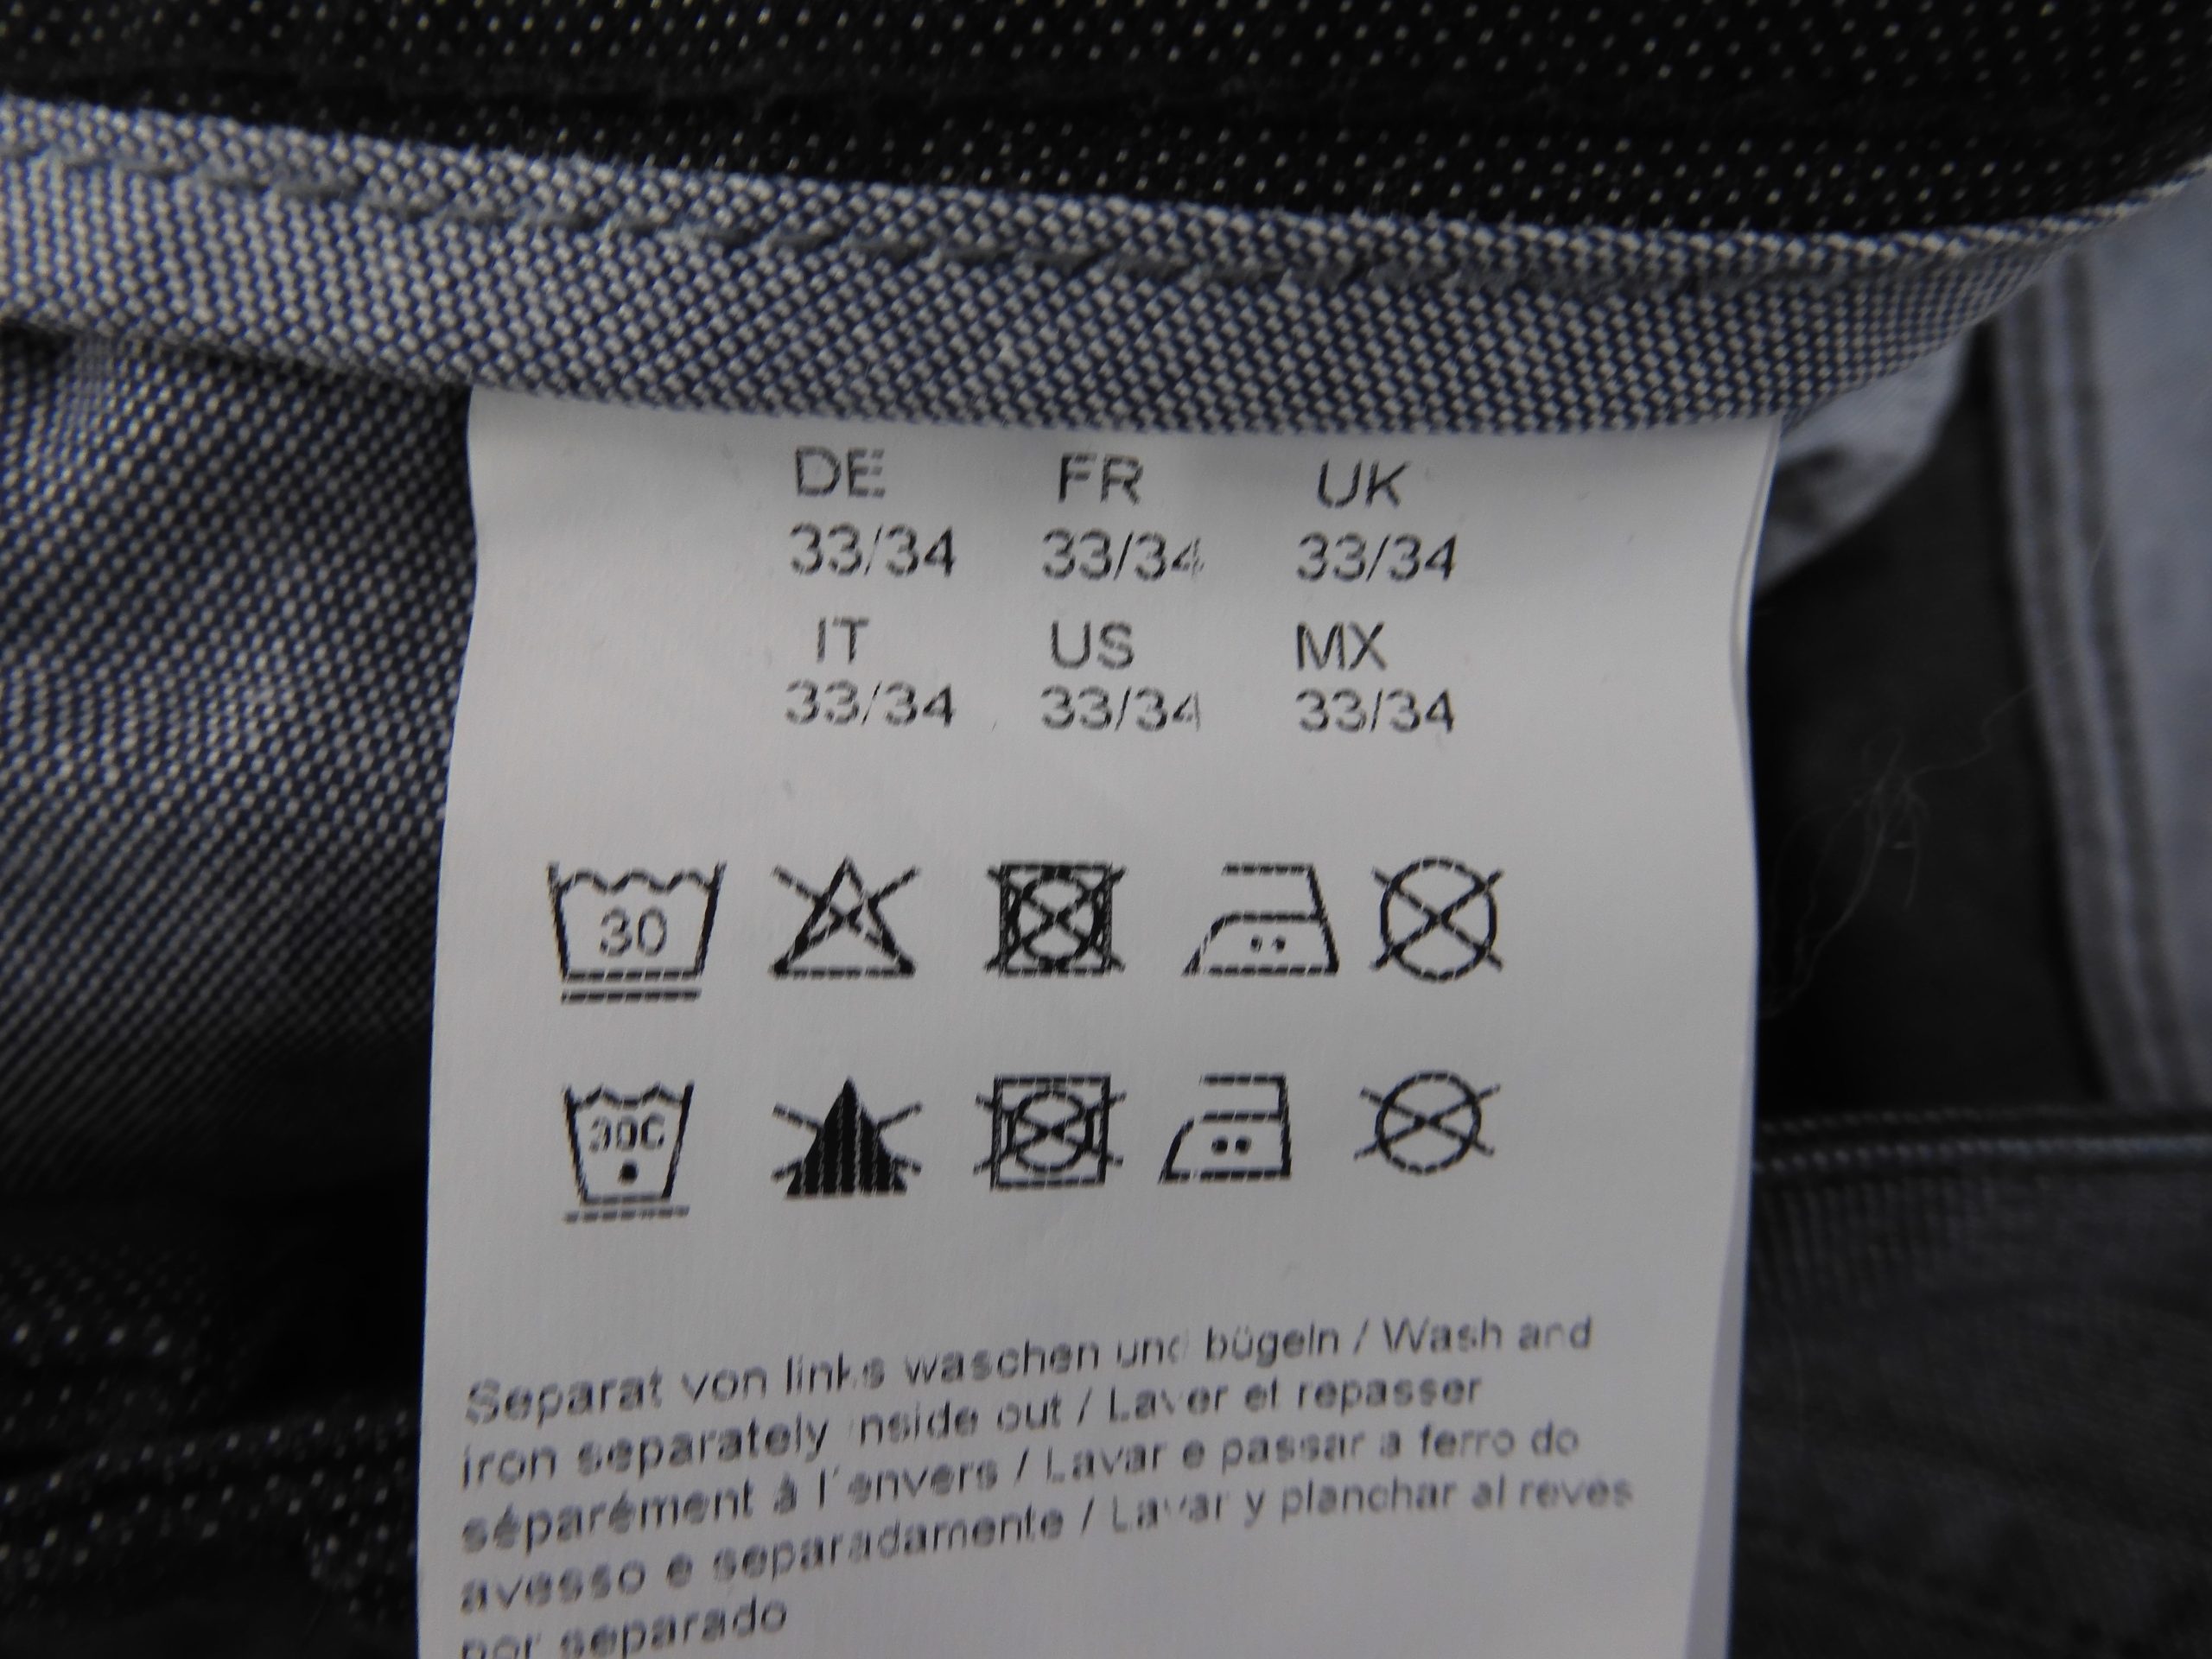 DE FR UK
33/34 33/34 33/34
IT US MX
33/34 33/34 33/34
30
30C
Separat von links waschen und bügeln / Wash and
iron separately inside out / Laver et repasser
séparément à l'envers / Lavar e passar a ferro do
avesso e separadamente / Lavar y planchar al revés
por separado